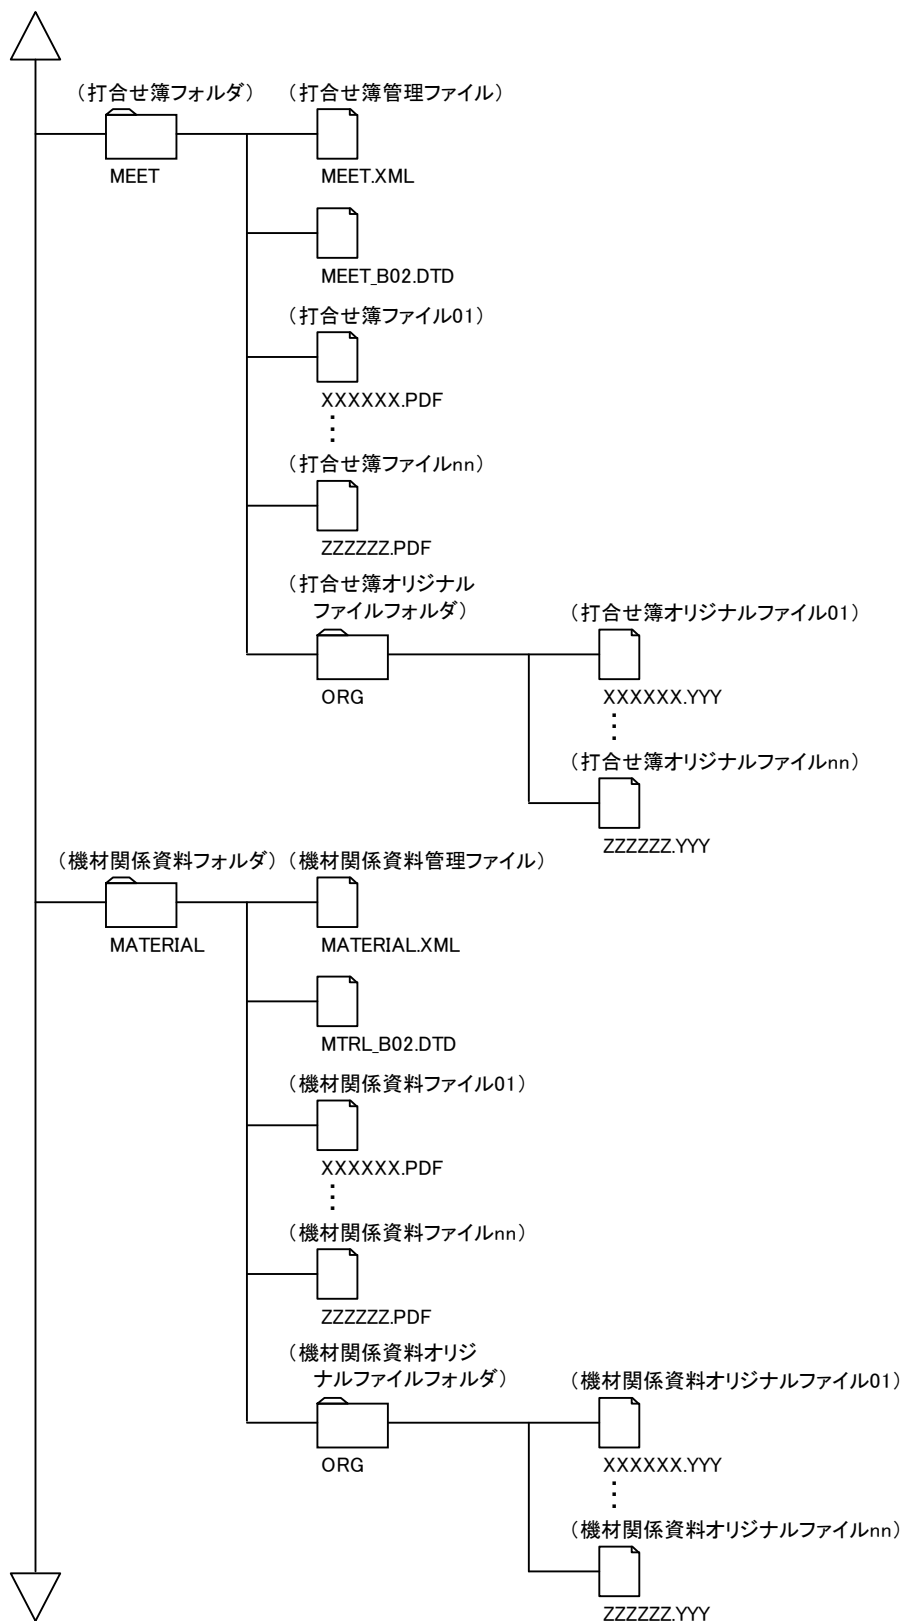 （打合せ簿フォルダ）
（打合せ簿管理ファイル）
MEET
MEET.XML
MEET_B02.DTD
（打合せ簿ファイル01）
XXXXXX.PDF
（打合せ簿ファイルnn）
ZZZZZZ.PDF
（打合せ簿オリジナル
ファイルフォルダ）
ORG
（打合せ簿オリジナルファイル01）
XXXXXX.YYY
（打合せ簿オリジナルファイルnn）
ZZZZZZ.YYY
（機材関係資料フォルダ）
（機材関係資料管理ファイル）
MATERIAL
MATERIAL.XML
MTRL_B02.DTD
（機材関係資料ファイル01）
XXXXXX.PDF
（機材関係資料ファイルnn）
ZZZZZZ.PDF
（機材関係資料オリジ
ナルファイルフォルダ）
ORG
（機材関係資料オリジナルファイル01）
XXXXXX.YYY
（機材関係資料オリジナルファイルnn）
ZZZZZZ.YYY